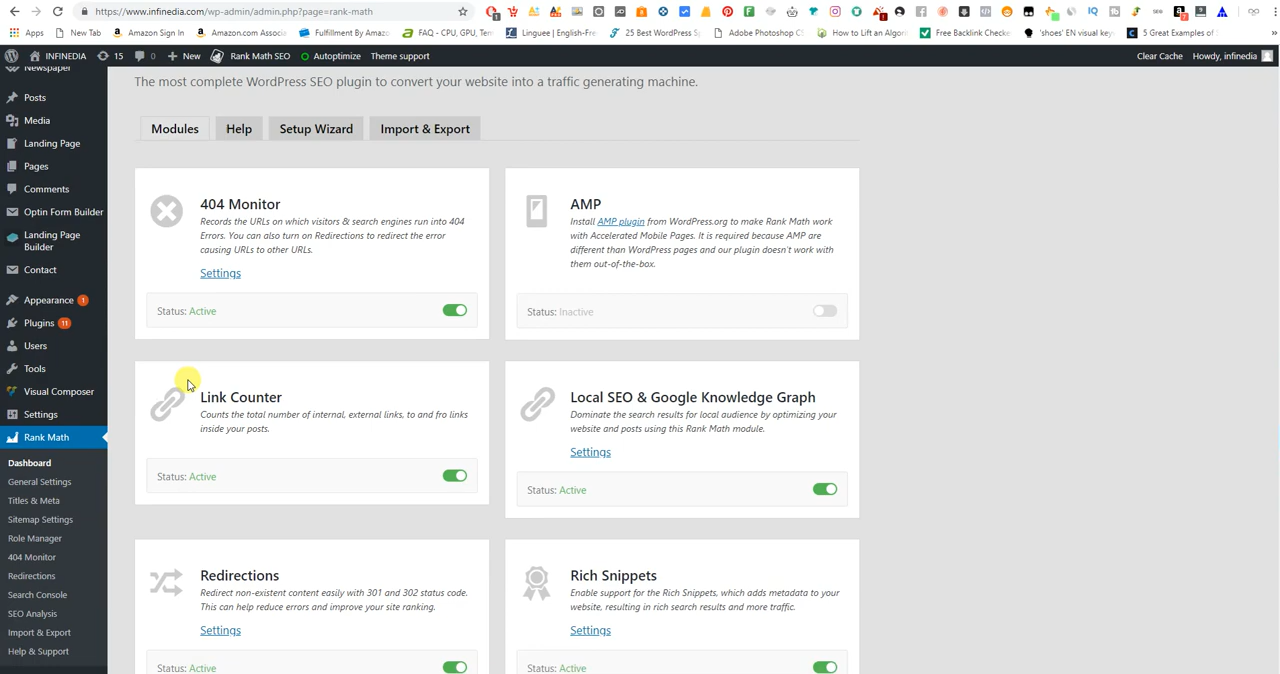 https://www.infinedia.com/wp-admin/admin.php?page=rank-math
Apps
New Tab
Amazon Sign In
Amazon.com Associa
Fulfillment By Amazo
FAQ - CPU, GPU, Tem
Linguee | English-Fre
25 Best WordPress S
Adobe Photoshop CS
How to Lift an Algori
Free Backlink Checke
'shoes' EN visual key
5 Great Examples of
»
INFINEDIA
15
0
New
Rank Math SEO
Autoptimize
Theme support
Clear Cache
Howdy, infinedia
Newspaper
Posts
Media
Landing Page
Pages
Comments
Optin Form Builder
Landing Page
Builder
Contact
Appearance 1
Plugins 11
Users
Tools
Visual Composer
Settings
Rank Math
Dashboard
General Settings
Titles & Meta
Sitemap Settings
Role Manager
404 Monitor
Redirections
Search Console
SEO Analysis
Import & Export
Help & Support
The most complete WordPress SEO plugin to convert your website into a traffic generating machine.
Modules
Help
Setup Wizard
Import & Export
404 Monitor
Records the URLs on which visitors & search engines run into 404
Errors. You can also turn on Redirections to redirect the error
causing URLs to other URLs.
Settings
Status: Active
AMP
Install AMP plugin from WordPress.org to make Rank Math work
with Accelerated Mobile Pages. It is required because AMP are
different than WordPress pages and our plugin doesn't work with
them out-of-the-box.
Status: Inactive
Link Counter
Counts the total number of internal, external links, to and fro links
inside your posts.
Status: Active
Local SEO & Google Knowledge Graph
Dominate the search results for local audience by optimizing your
website and posts using this Rank Math module.
Settings
Status: Active
Redirections
Redirect non-existent content easily with 301 and 302 status code.
This can help reduce errors and improve your site ranking.
Settings
Status: Active
Rich Snippets
Enable support for the Rich Snippets, which adds metadata to your
website, resulting in rich search results and more traffic.
Settings
Status: Active